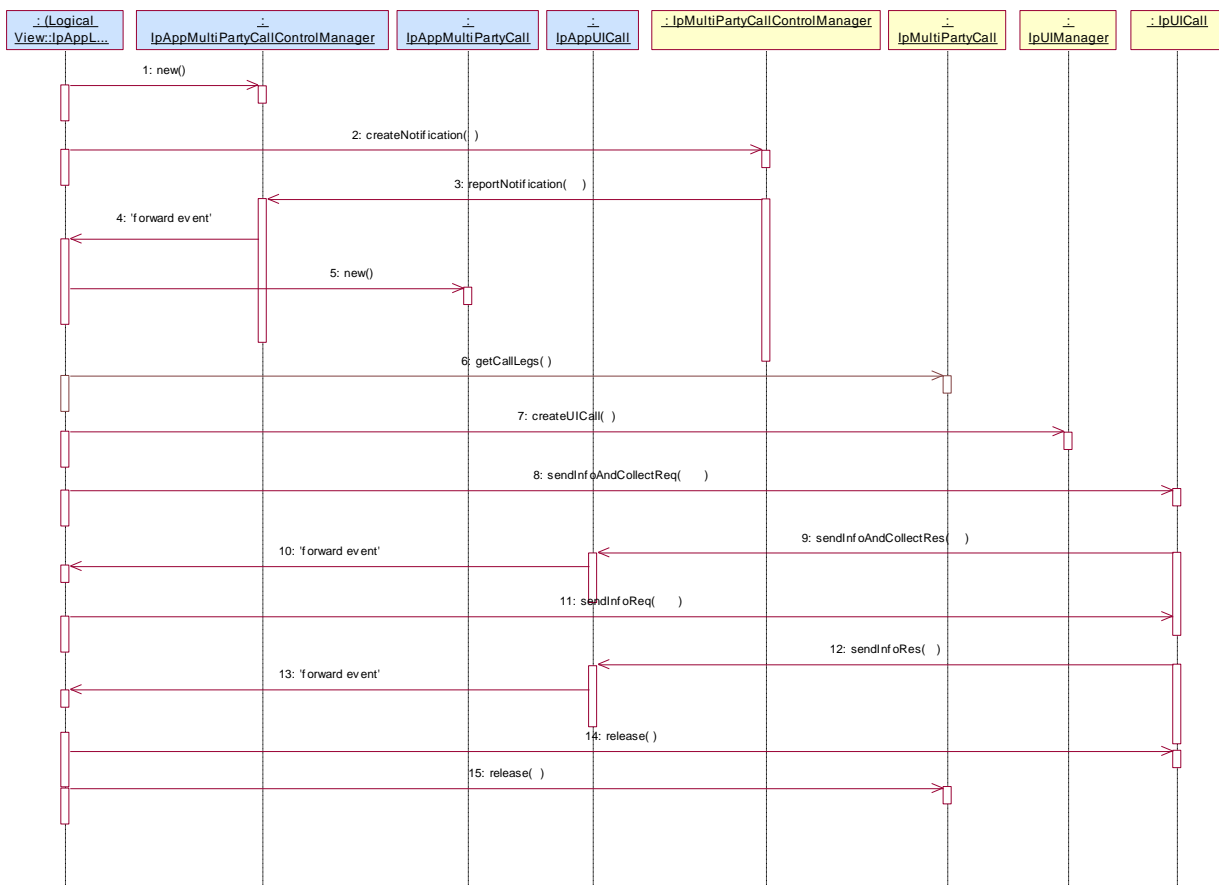 : (Logical
View::IpAppL...
:
IpAppMultiPartyCallControlManager
:
IpAppMultiPartyCall
:
IpAppUICall
: IpMultiPartyCallControlManager
:
IpMultiPartyCall
:
IpUIManager
: IpUICall
1: new()
2: createNotification( )
3: reportNotification( )
4: 'forward event'
5: new()
6: getCallLegs( )
7: createUICall( )
8: sendInfoAndCollectReq( )
9: sendInfoAndCollectRes( )
10: 'forward event'
11: sendInfoReq( )
12: sendInfoRes( )
13: 'forward event'
14: release( )
15: release( )